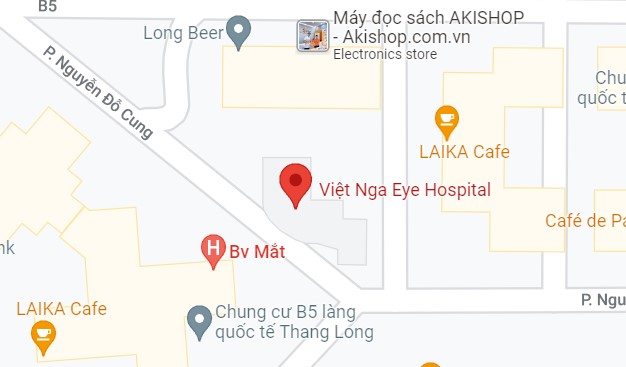 B5
Long Beer
Máy đọc sách AKISHOP
- Akishop.com.vn
Electronics store
P. Nguyễn Đỗ Cung
Chu
quốc t
LAIKA Cafe
Việt Nga Eye Hospital
Café de Pa
H
Bv Mắt
nk
P. Ngu
LAIKA Cafe
Chung cư B5 làng
quốc tế Thang Long